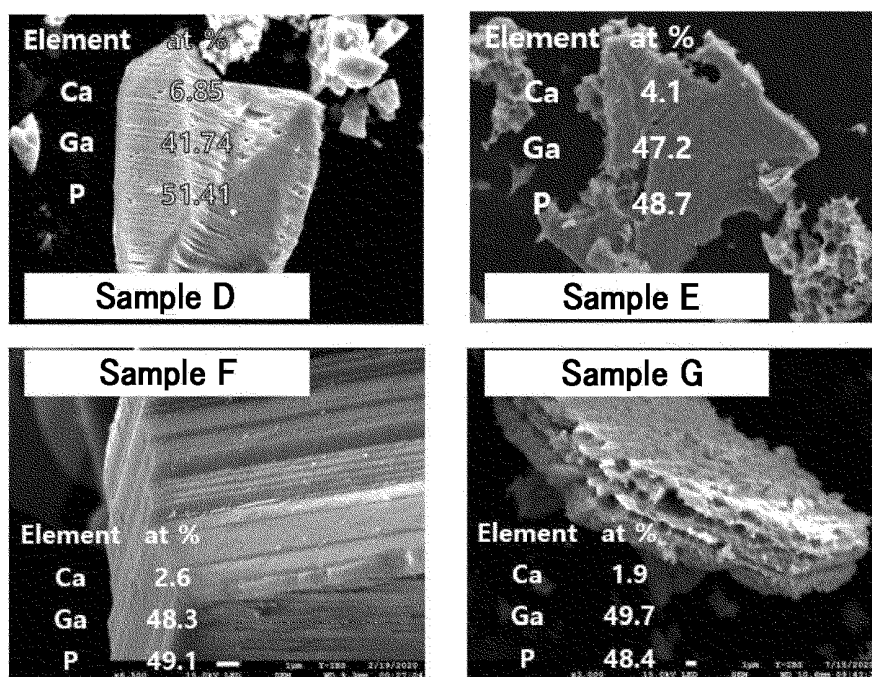 Element at %
Ca 6.85
Ga 41.74
P 51.41
Sample D
Element at %
Ca 4.1
Ga 47.2
P 48.7
Sample E
Sample F
Element at %
Ca 2.6
Ga 48.3
P 49.1
1μm
Sample G
Element at %
Ca 1.9
Ga 49.7
P 48.4
1μm